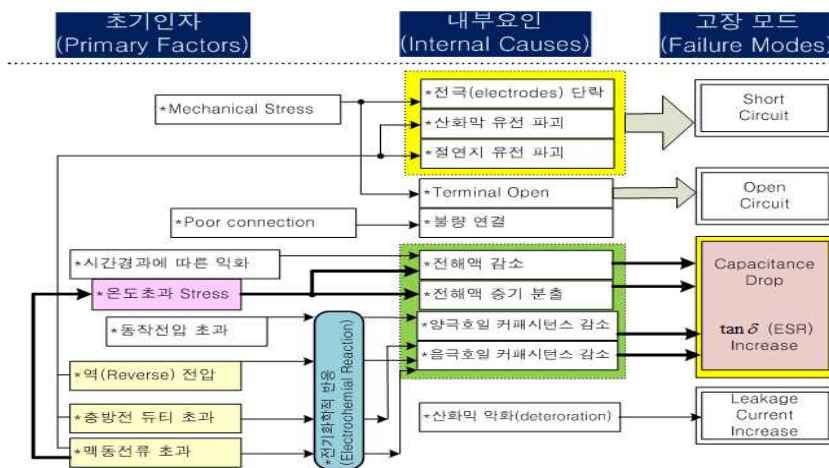 초기인자
(Primary Factors)
내부요인
(Internal Causes)
고장 모드
(Failure Modes)
*Mechanical Stress
*Poor connection
*시간경과에 따른 악화
*온도초과 Stress
*동작전압 초과
*역(Reverse) 전압
*충방전 듀티 초과
*맥동전류 초과
*전기화학적 반응
(Electrochemial Reaction)
*전극(electrodes) 단락
*산화막 유전 파괴
*절연지 유전 파괴
*Terminal Open
*불량 연결
*전해액 감소
*전해액 증기 분출
*양극호일 커패시턴스 감소
*음극호일 커패시턴스 감소
*산화믹 악화(deteroration)
Short
Circuit
Open
Circuit
Capacitance
Drop
tan δ (ESR)
Increase
Leakage
Current
Increase